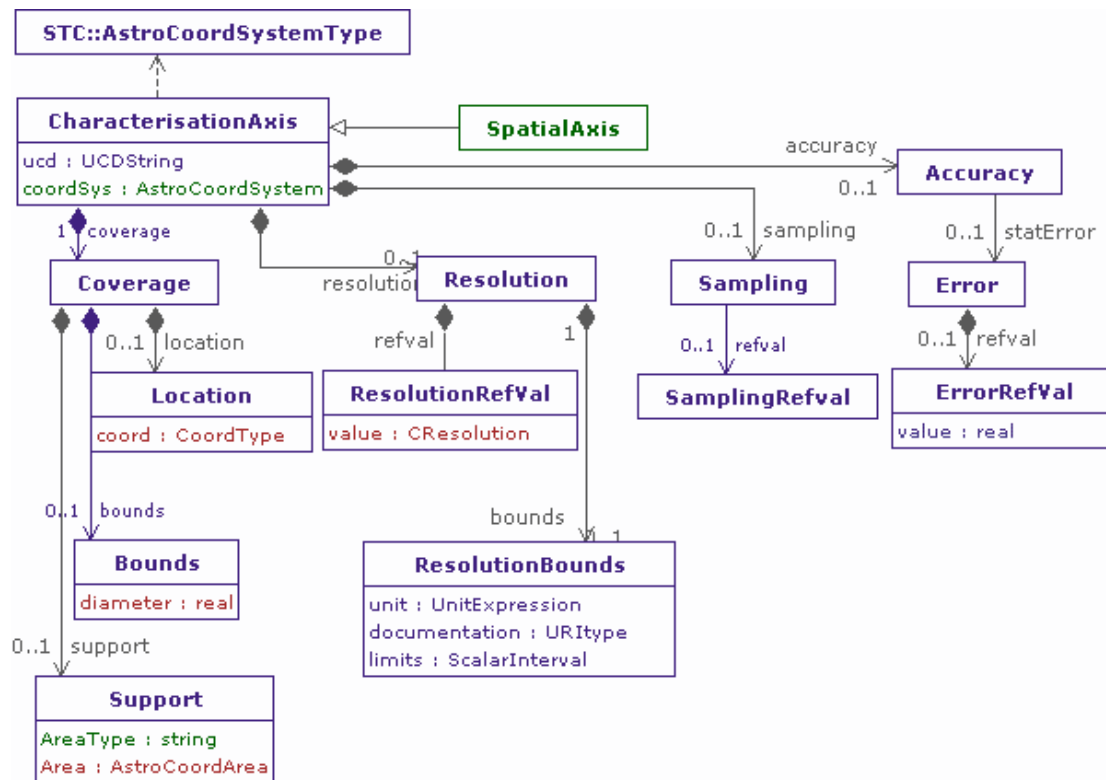 STC::AstroCoordSystemType
CharacterisationAxis
ucd : UCDString
coordSys : AstroCoordSystem
SpatialAxis
accuracy
0..1
Accuracy
1 coverage
0..1
resolution
0..1 sampling
0..1 statError
Coverage
Resolution
Sampling
Error
0..1 location
refval
1
0..1 refval
0..1 refval
Location
coord : CoordType
ResolutionRefVal
value : CResolution
SamplingRefval
ErrorRefVal
value : real
0..1 bounds
bounds
0..1
Bounds
diameter : real
ResolutionBounds
unit : UnitExpression
documentation : URItype
limits : ScalarInterval
0..1 support
Support
AreaType : string
Area : AstroCoordArea